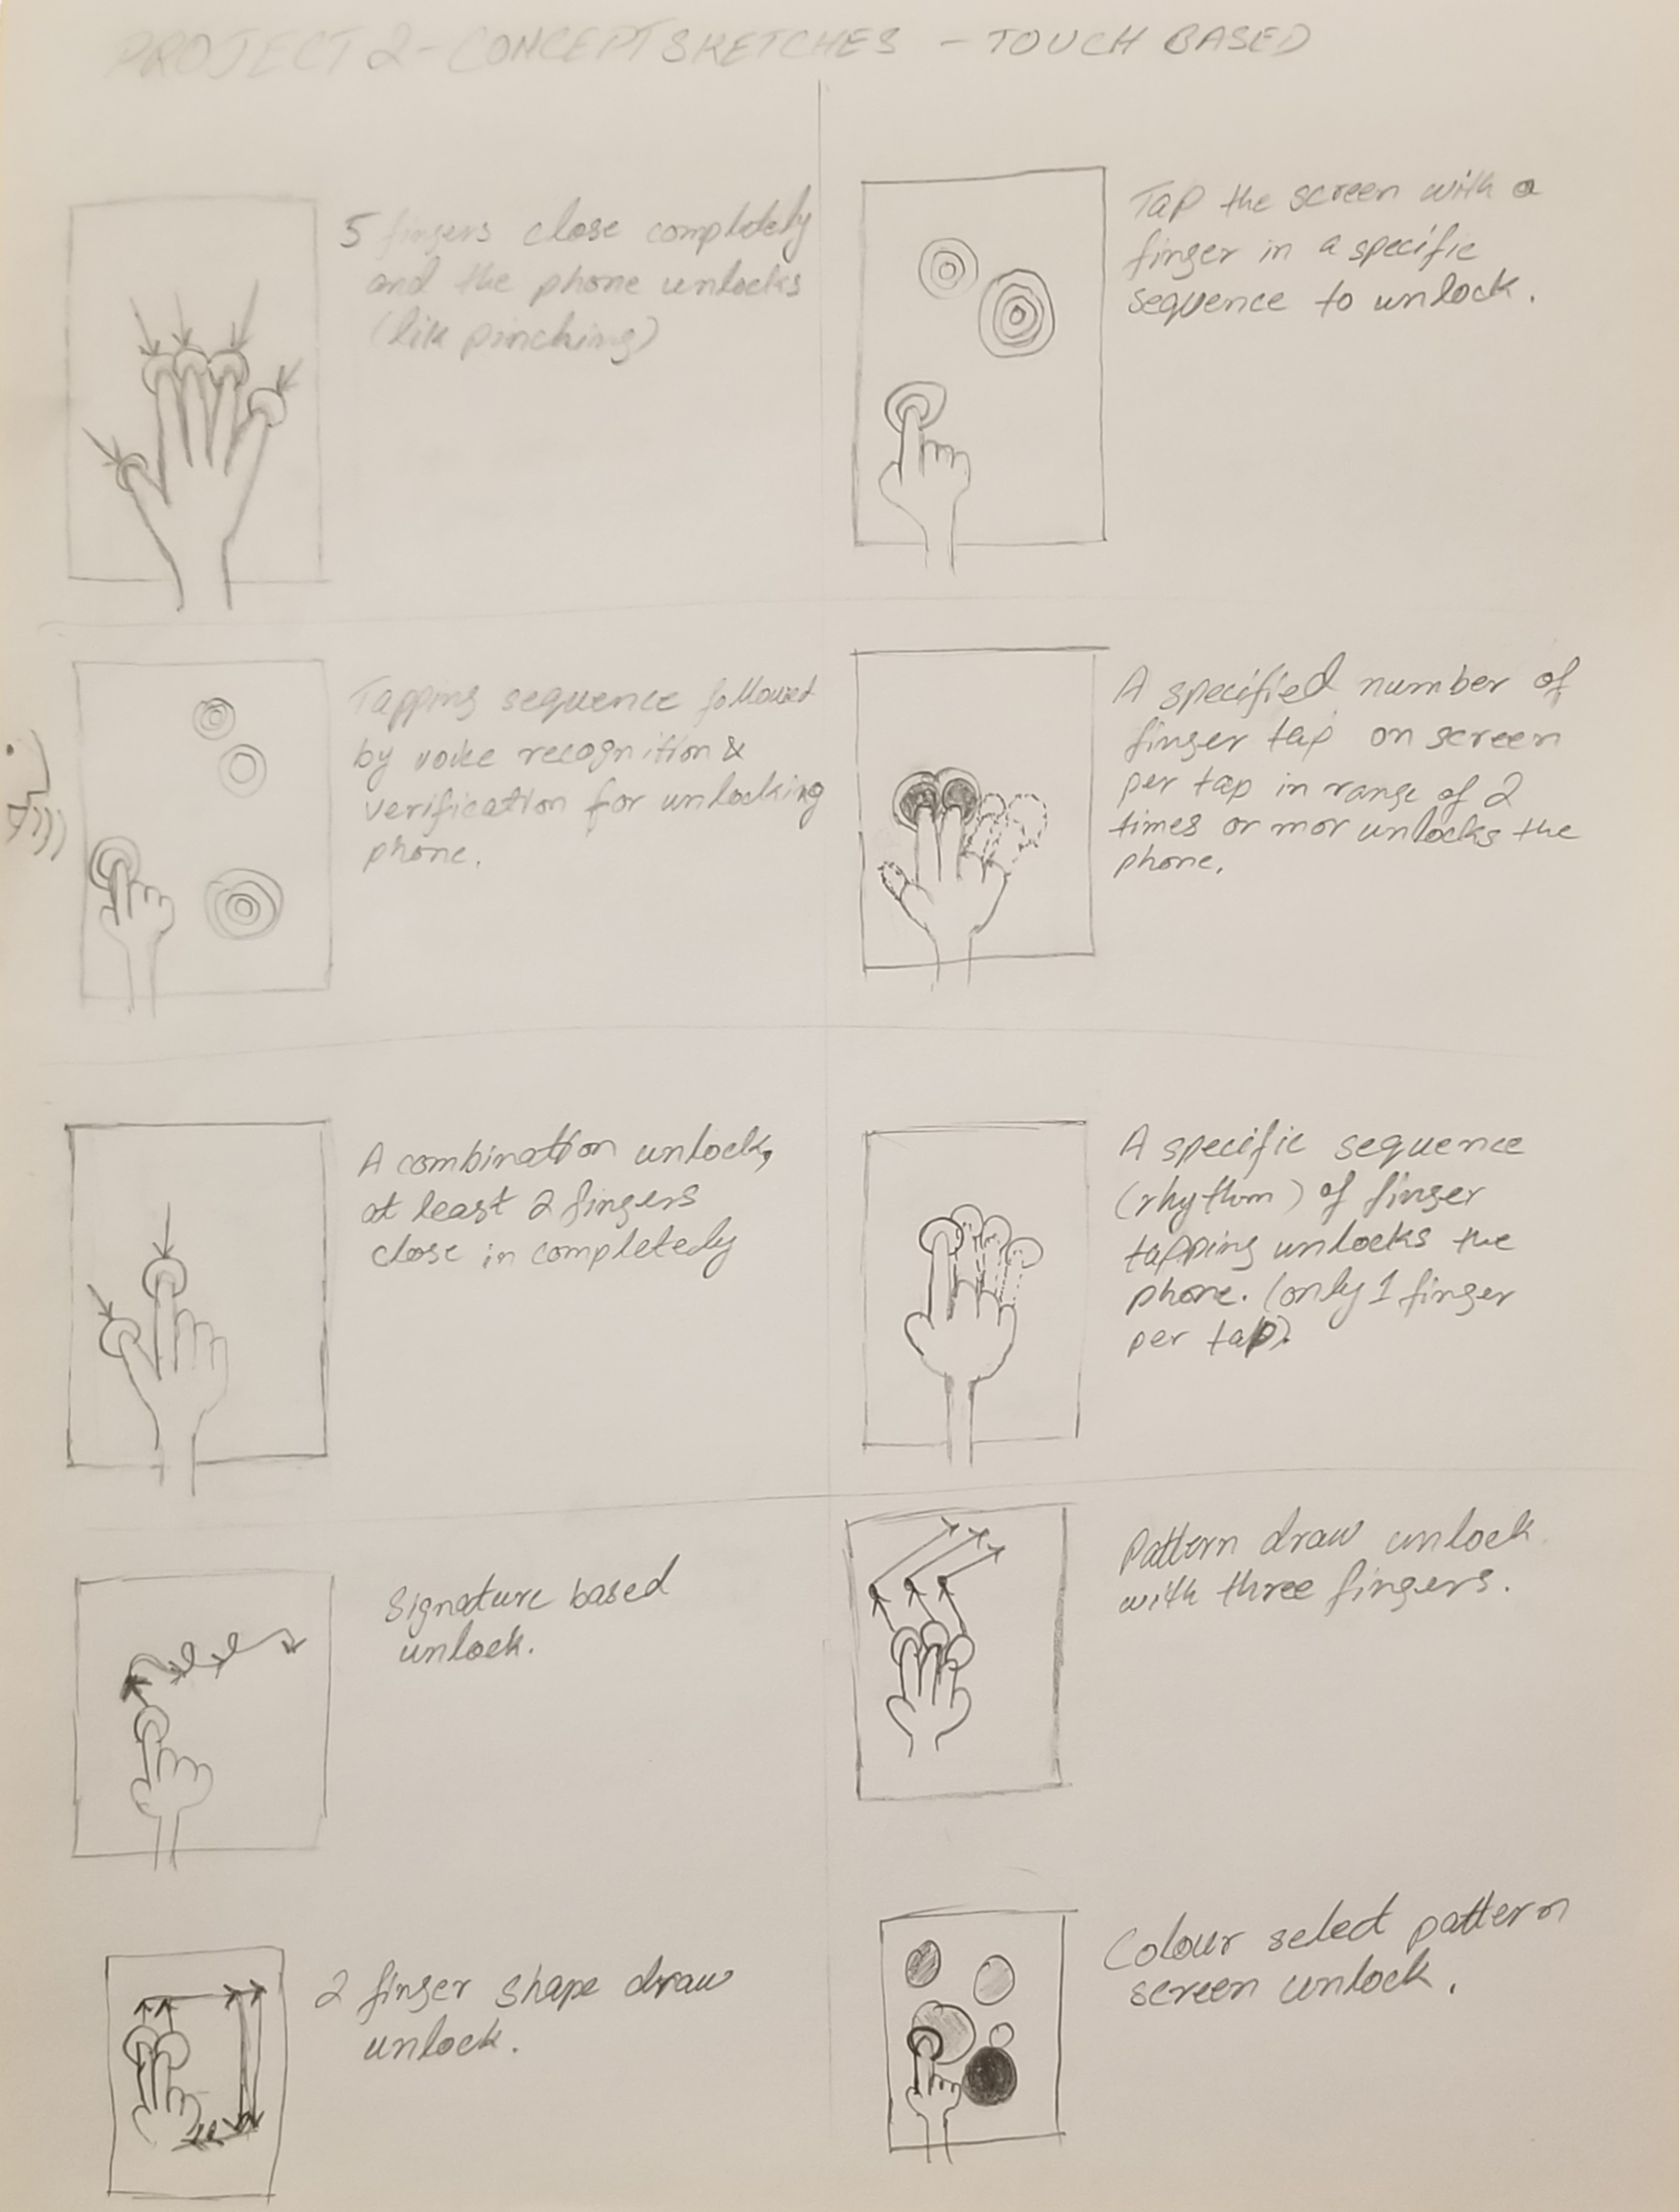 PROJECT 2 - CONCEPT SKETCHES - TOUCH BASED
5 fingers close completely
and the phone unlocks
(like pinching)
Tap the screen with a
finger in a specific
sequence to unlock.
Tapping sequence followed
by voice recognition &
verification for unlocking
phone.
A specified number of
finger tap on screen
per tap in range of 2
times or mor unlocks the
phone.
A combination unlock,
at least 2 fingers
close in completely
A specific sequence
(rhythm) of finger
tapping unlocks the
phone. (only 1 finger
per tap).
Signature based
unlock.
Pattern draw unlock
with three fingers.
2 finger shape draw
unlock.
Colour select pattern
screen unlock.